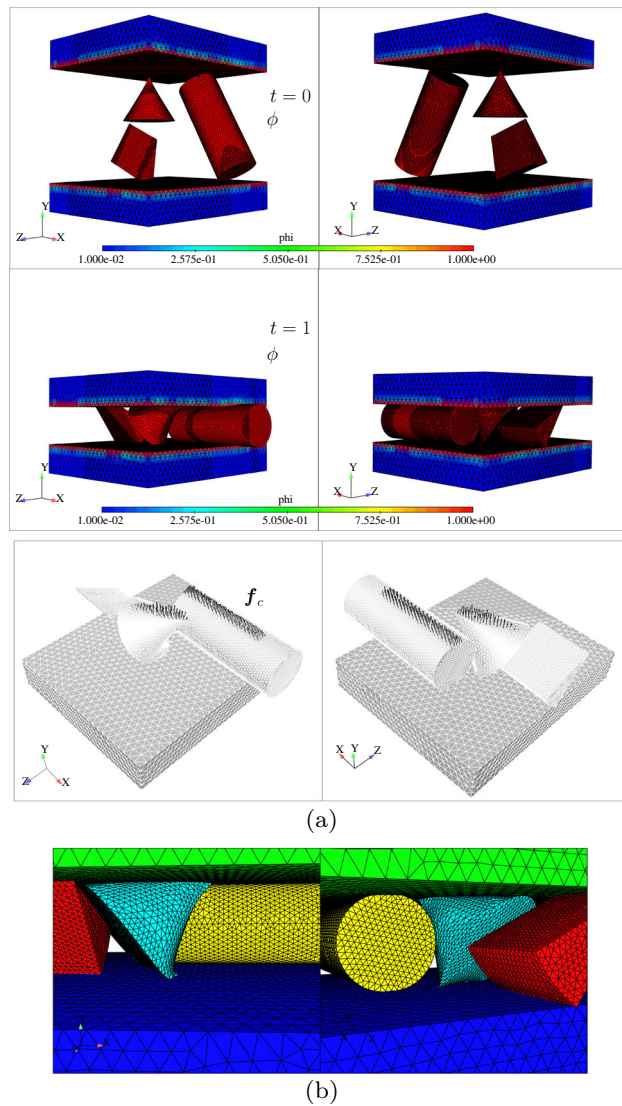 t = 0
ϕ
Y
Z
X
Y
X
Z
phi
1.000e-02 2.575e-01 5.050e-01 7.525e-01 1.000e+00
t = 1
ϕ
Y
Z
X
Y
X
Z
phi
1.000e-02 2.575e-01 5.050e-01 7.525e-01 1.000e+00
f_c
Y
Z
X
X
Y
Z
(a)
(b)